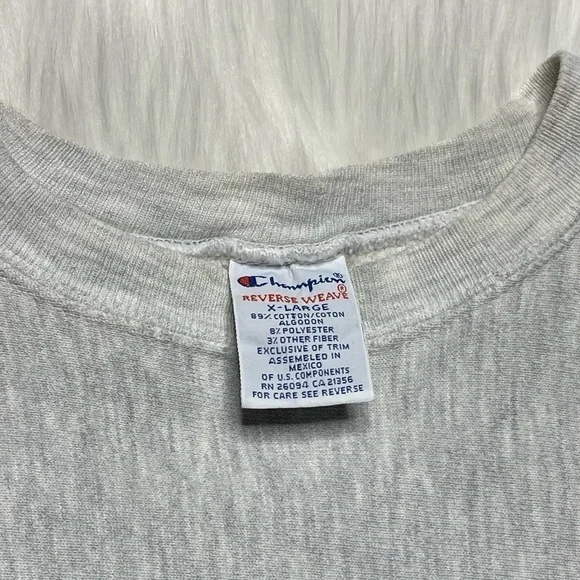 Champion®
REVERSE WEAVE®
X-LARGE
89% COTTON/COTON
ALGODON
8% POLYESTER
3% OTHER FIBER
EXCLUSIVE OF TRIM
ASSEMBLED IN
MEXICO
OF U.S. COMPONENTS
RN 26094 CA 21356
FOR CARE SEE REVERSE